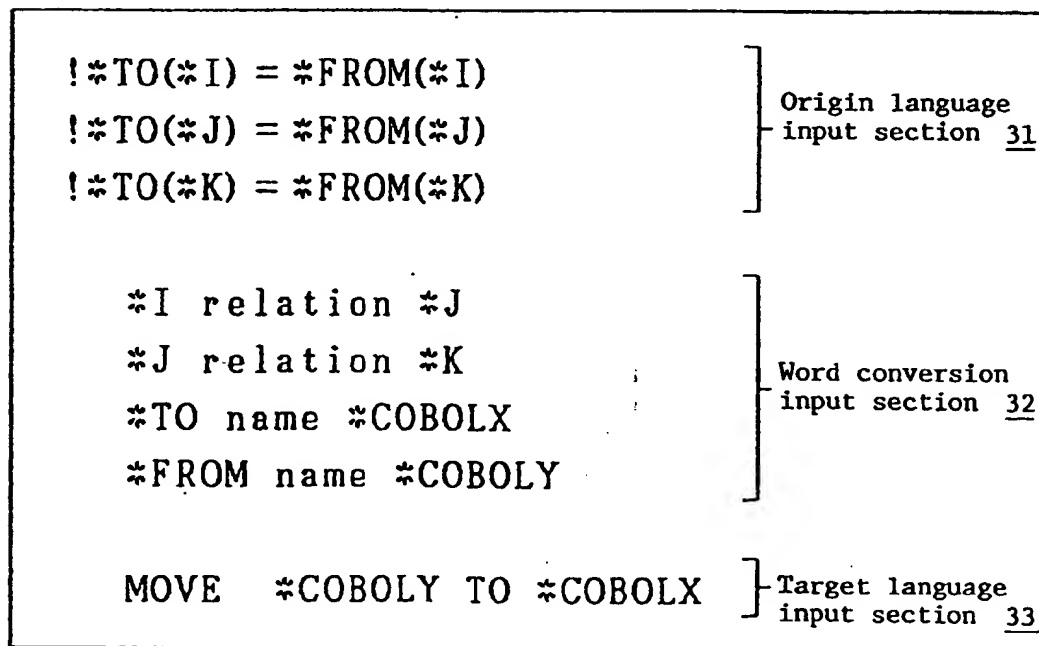 !*TO(*I) = *FROM(*I)
!*TO(*J) = *FROM(*J)
!*TO(*K) = *FROM(*K)
Origin language
input section 31
*I relation *J
*J relation *K
*TO name *COBOLX
*FROM name *COBOLY
Word conversion
input section 32
MOVE *COBOLY TO *COBOLX
Target language
input section 33